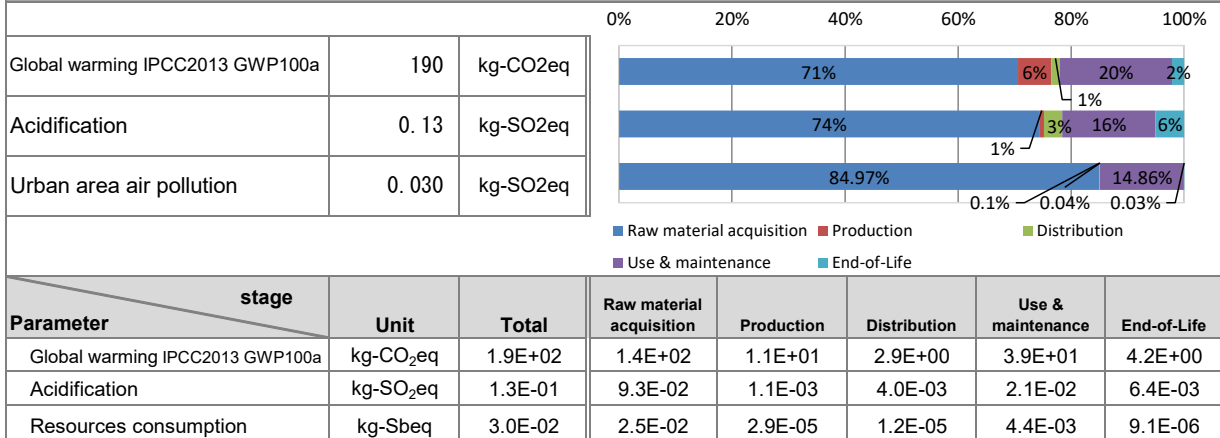 0% 20% 40% 60% 80% 100%
Global warming IPCC2013 GWP100a 190 kg-CO2eq
71% 6% 20% 2%
1%
Acidification 0.13 kg-SO2eq
74% 3% 16% 6%
1%
Urban area air pollution 0.030 kg-SO2eq
84.97% 14.86%
0.1% 0.04% 0.03%
Raw material acquisition Production Distribution
Use & maintenance End-of-Life
stage
Parameter Unit Total Raw material acquisition Production Distribution Use & maintenance End-of-Life
Global warming IPCC2013 GWP100a kg-CO₂eq 1.9E+02 1.4E+02 1.1E+01 2.9E+00 3.9E+01 4.2E+00
Acidification kg-SO₂eq 1.3E-01 9.3E-02 1.1E-03 4.0E-03 2.1E-02 6.4E-03
Resources consumption kg-Sbeq 3.0E-02 2.5E-02 2.9E-05 1.2E-05 4.4E-03 9.1E-06